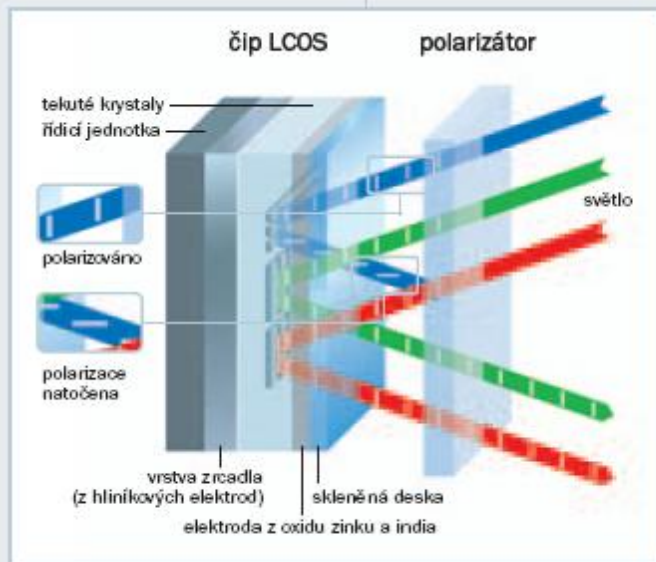 čip LCOS
polarizátor
tekuté krystaly
řídicí jednotka
světlo
polarizováno
polarizace
natočena
vrstva zrcadla
(z hliníkových elektrod)
skleněná deska
elektroda z oxidu zinku a india